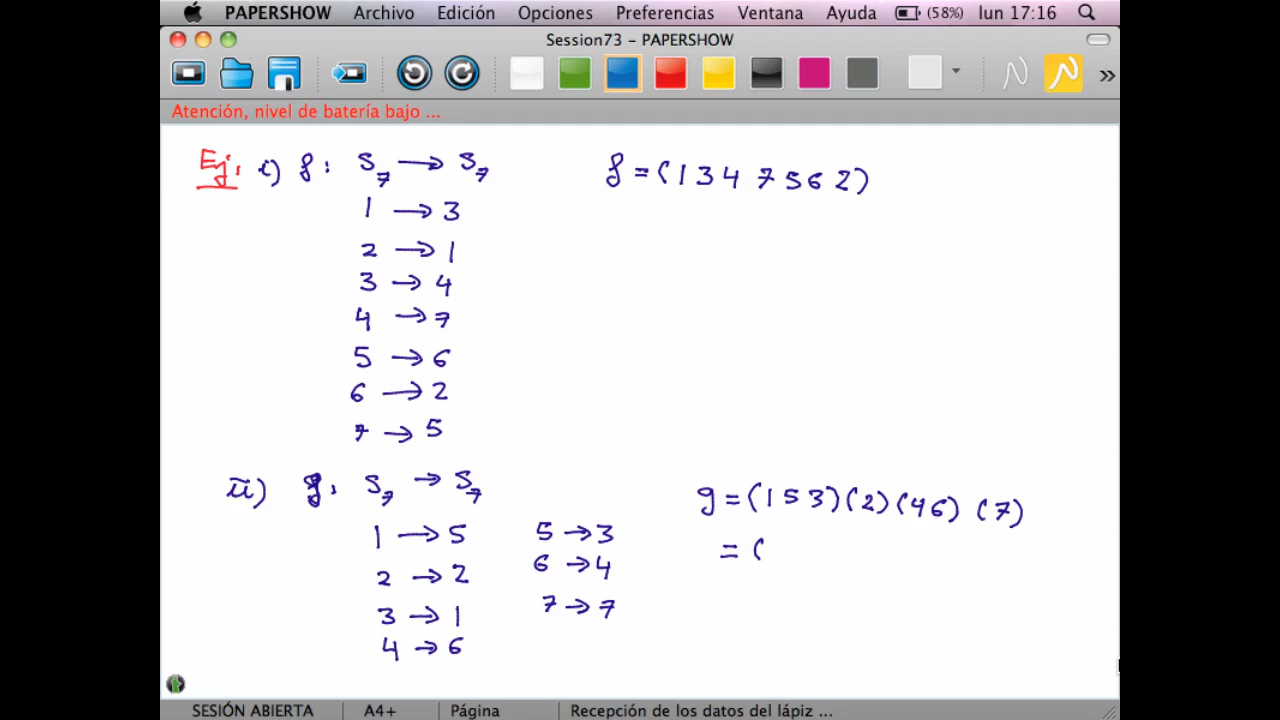 PAPERSHOW Archivo Edición Opciones Preferencias Ventana Ayuda (58%) lun 17:16
Session73 – PAPERSHOW
Atención, nivel de batería bajo ...
Ej: i) f: S₇ → S₇ f = (1 3 4 7 5 6 2)
1 → 3
2 → 1
3 → 4
4 → 7
5 → 6
6 → 2
7 → 5
ii) g: S₇ → S₇ g = (1 5 3)(2)(4 6) (7)
1 → 5 5 → 3 = (
2 → 2 6 → 4
3 → 1 7 → 7
4 → 6
SESIÓN ABIERTA A4+ Página Recepción de los datos del lápiz ...